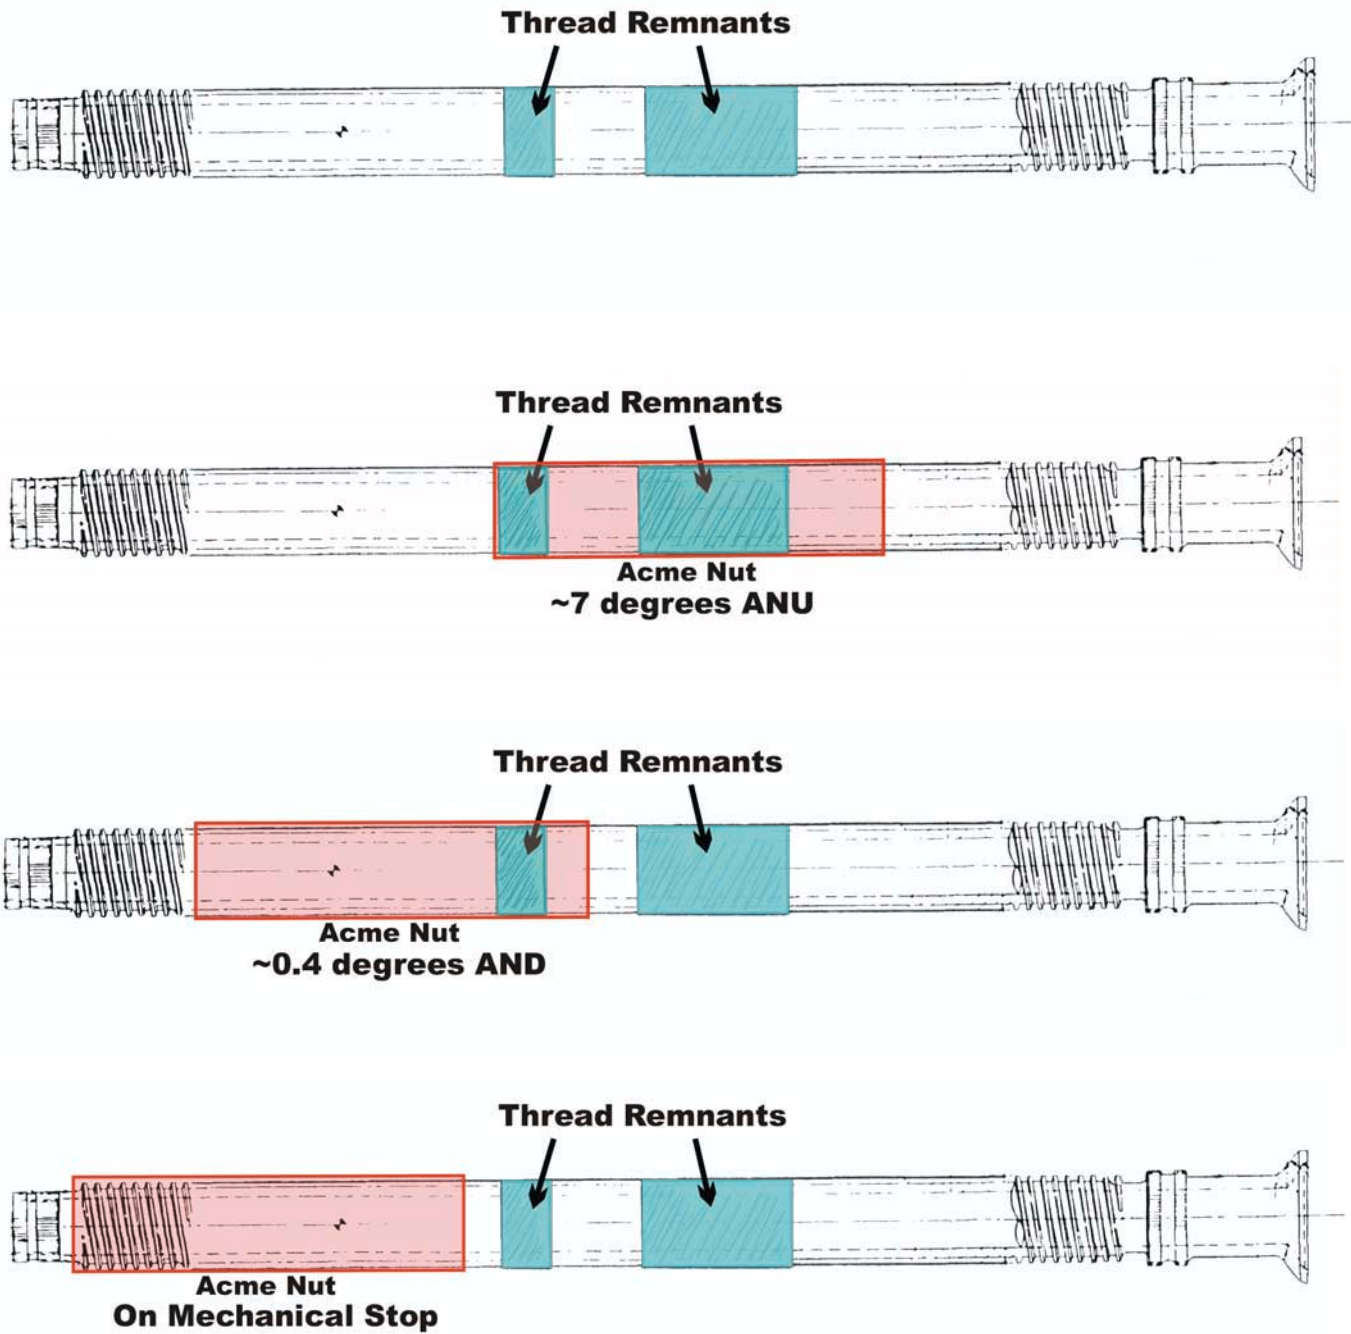 Thread Remnants
Thread Remnants
Acme Nut
~7 degrees ANU
Thread Remnants
Acme Nut
~0.4 degrees AND
Thread Remnants
Acme Nut
On Mechanical Stop